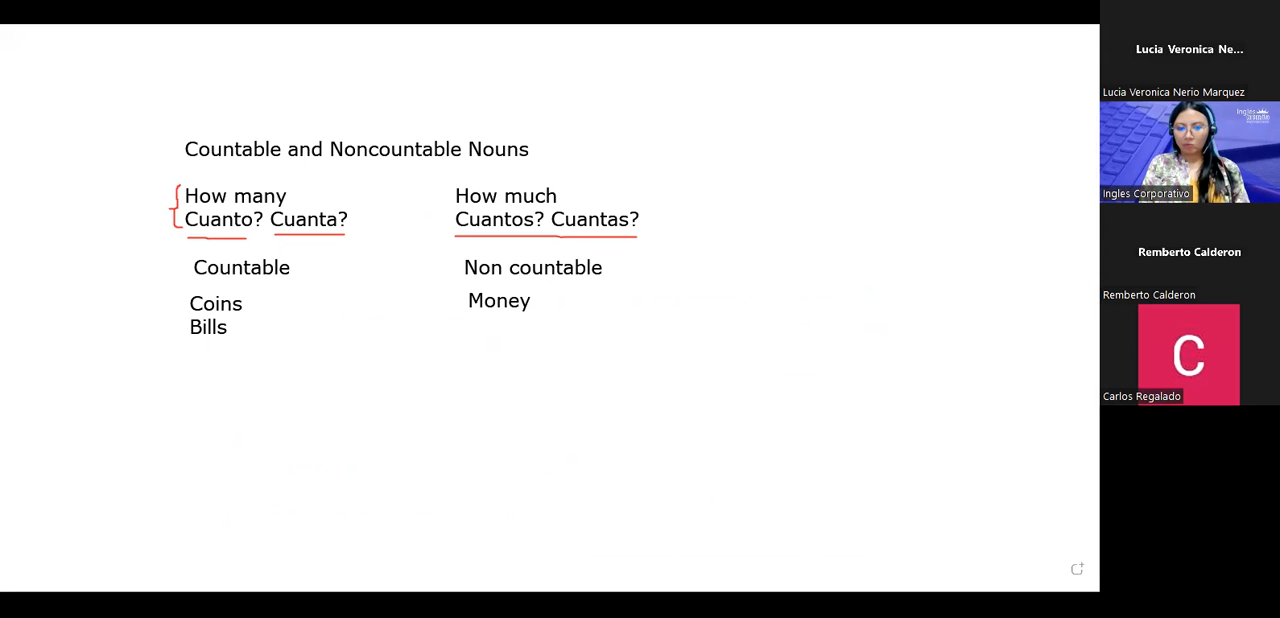 Countable and Noncountable Nouns
How many
Cuanto? Cuanta?
Countable
Coins
Bills
How much
Cuantos? Cuantas?
Non countable
Money
Lucia Veronica Ne...
Lucia Veronica Nerio Marquez
Ingles
Ingles Corporativo
Remberto Calderon
Remberto Calderon
C
Carlos Regalado